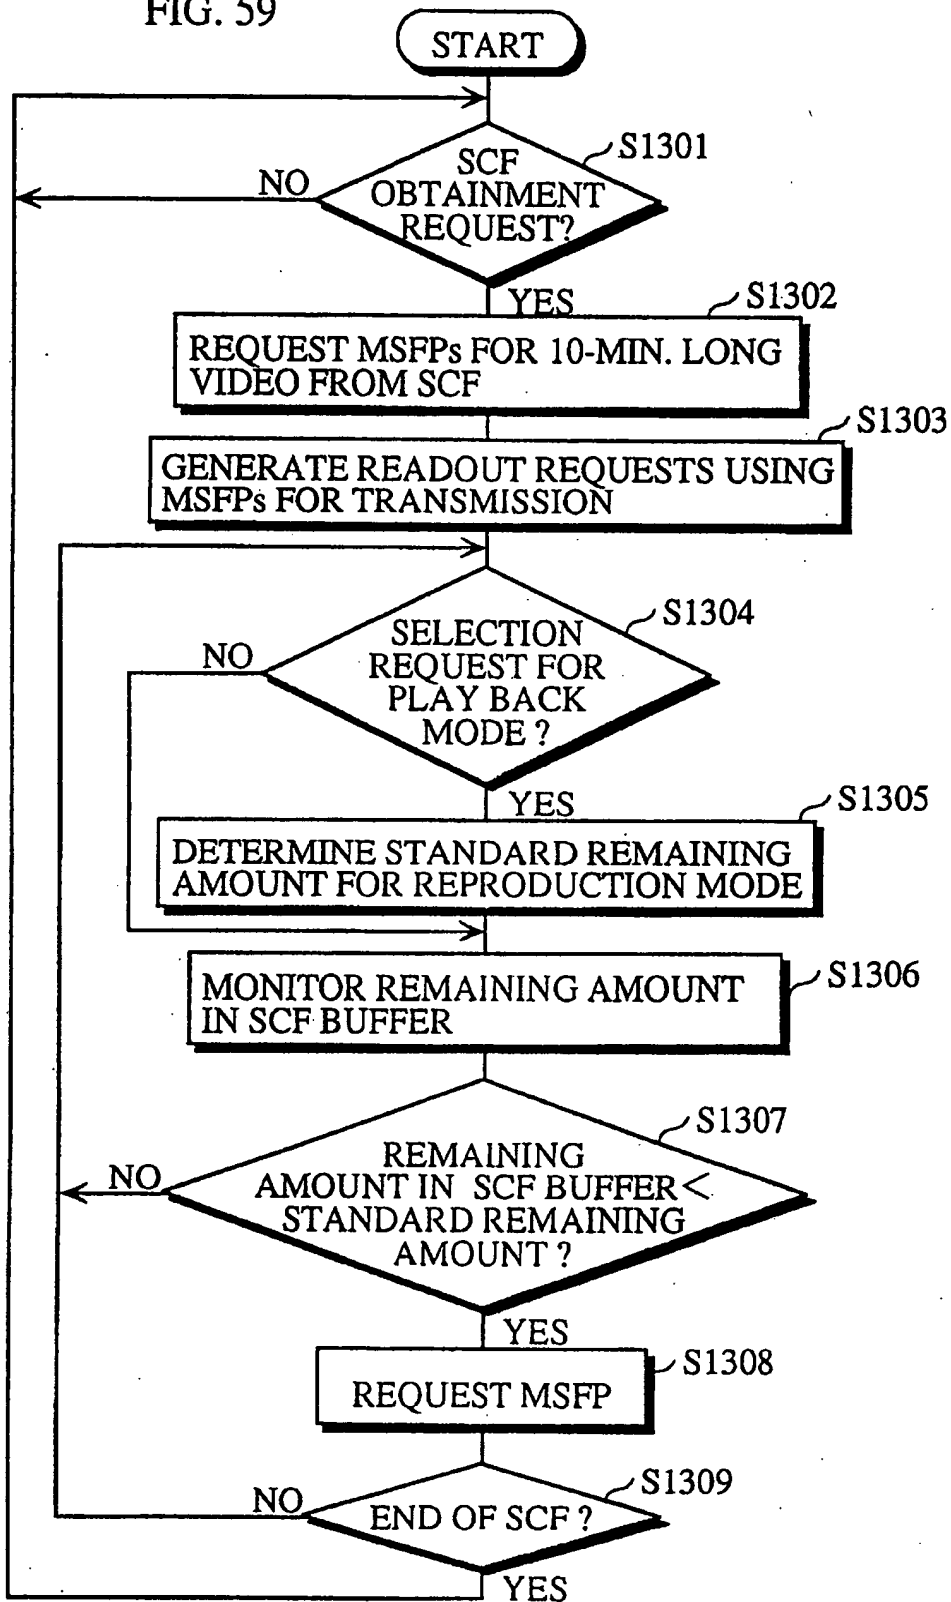 FIG. 59
START
S1301
SCF
OBTAINMENT
REQUEST?
NO
YES
S1302
REQUEST MSFPs FOR 10-MIN. LONG
VIDEO FROM SCF
S1303
GENERATE READOUT REQUESTS USING
MSFPs FOR TRANSMISSION
S1304
SELECTION
REQUEST FOR
PLAY BACK
MODE ?
NO
YES
S1305
DETERMINE STANDARD REMAINING
AMOUNT FOR REPRODUCTION MODE
S1306
MONITOR REMAINING AMOUNT
IN SCF BUFFER
S1307
REMAINING
AMOUNT IN SCF BUFFER <
STANDARD REMAINING
AMOUNT ?
NO
YES
S1308
REQUEST MSFP
S1309
END OF SCF ?
NO
YES